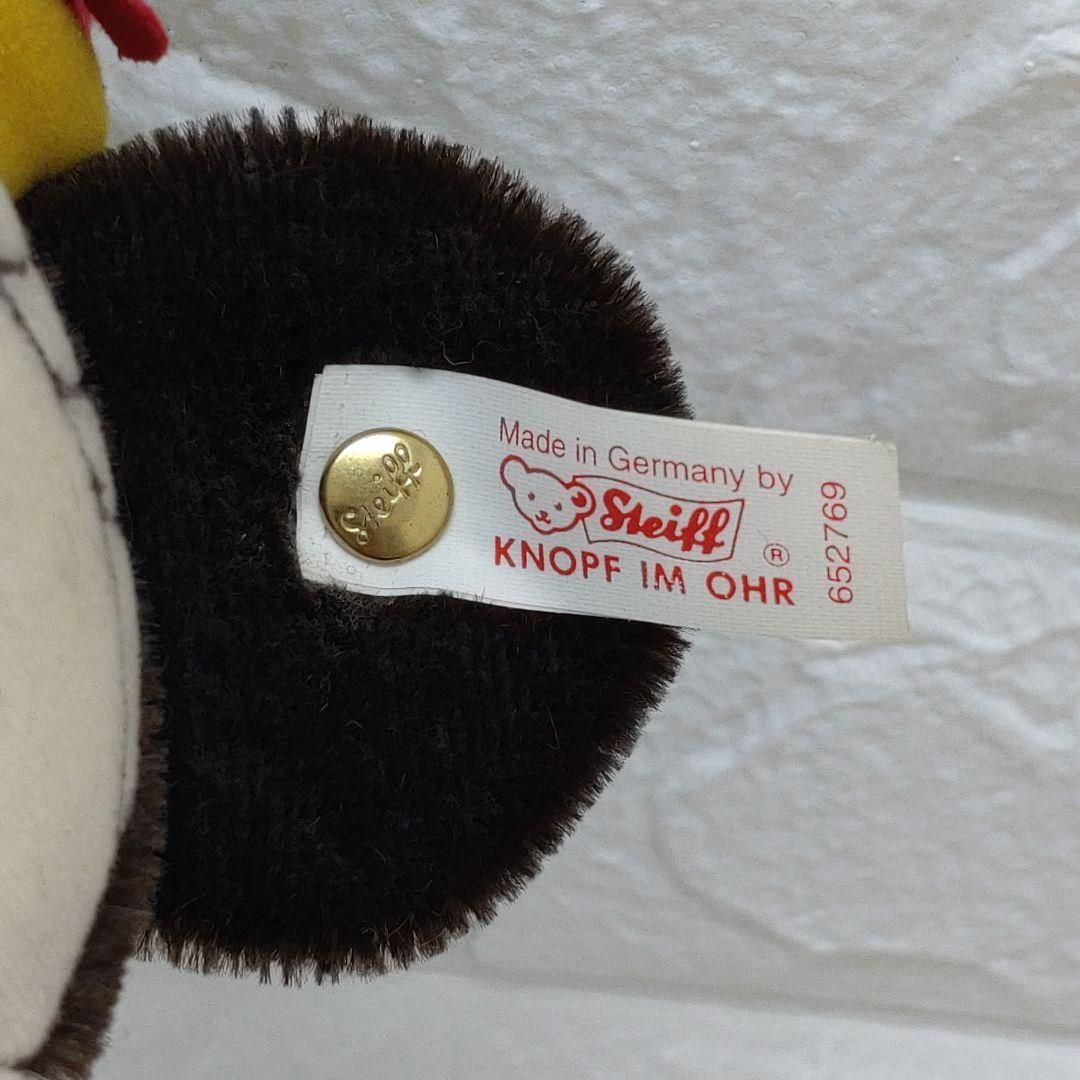 Steiff
Made in Germany by
Steiff
®
KNOPF IM OHR
652769